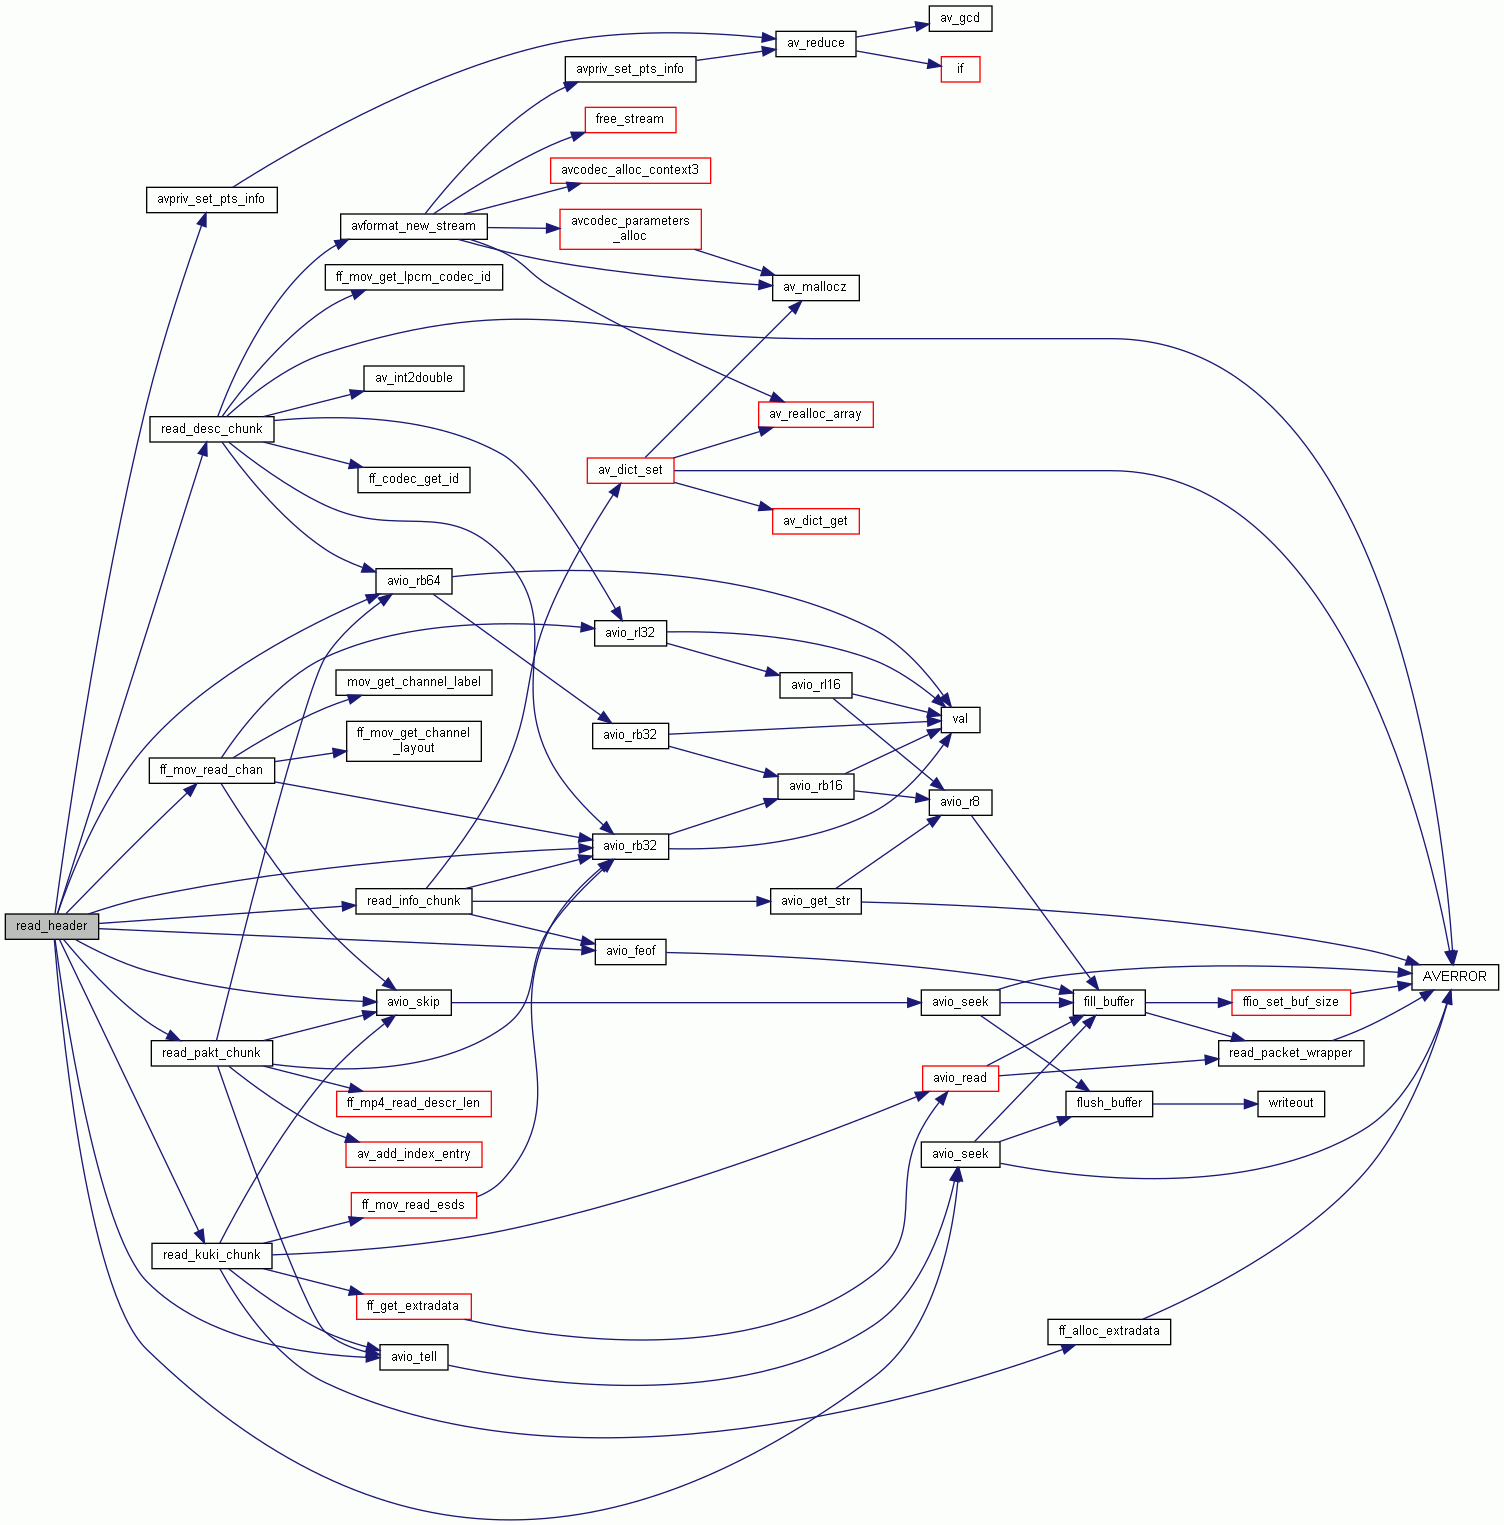 av_gcd
av_reduce
avpriv_set_pts_info
if
free_stream
avcodec_alloc_context3
avpriv_set_pts_info
avformat_new_stream
avcodec_parameters
_alloc
ff_mov_get_lpcm_codec_id
av_mallocz
av_int2double
av_realloc_array
read_desc_chunk
av_dict_set
ff_codec_get_id
av_dict_get
avio_rb64
avio_rl32
mov_get_channel_label
avio_rl16
val
ff_mov_get_channel
_layout
avio_rb32
ff_mov_read_chan
avio_rb16
avio_r8
avio_rb32
read_info_chunk
avio_get_str
read_header
avio_feof
AVERROR
avio_skip
avio_seek
fill_buffer
ffio_set_buf_size
read_pakt_chunk
read_packet_wrapper
avio_read
ff_mp4_read_descr_len
flush_buffer
writeout
av_add_index_entry
avio_seek
ff_mov_read_esds
read_kuki_chunk
ff_get_extradata
ff_alloc_extradata
avio_tell